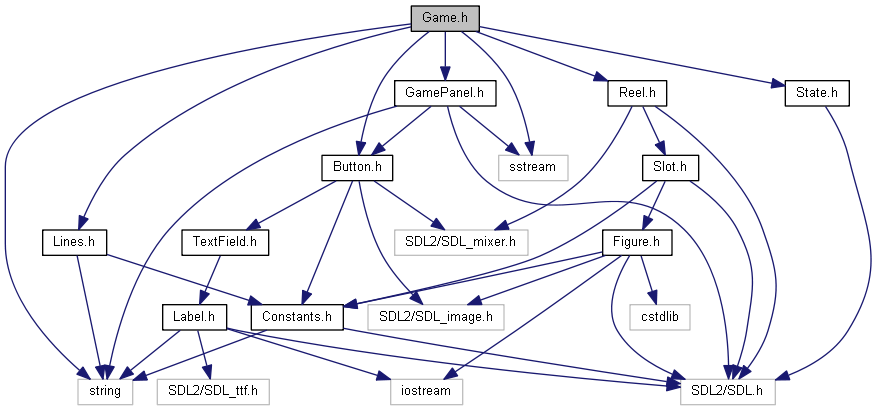 Game.h
GamePanel.h
Reel.h
State.h
Button.h
sstream
Slot.h
Lines.h
TextField.h
SDL2/SDL_mixer.h
Figure.h
Label.h
Constants.h
SDL2/SDL_image.h
cstdlib
string
SDL2/SDL_ttf.h
iostream
SDL2/SDL.h